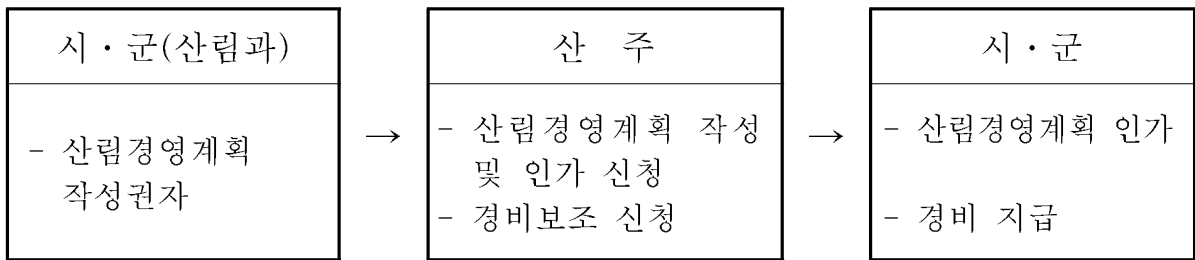 시·군(산림과)
- 산림경영계획
작성권자
→
산 주
- 산림경영계획 작성
및 인가 신청
- 경비보조 신청
→
시·군
- 산림경영계획 인가
- 경비 지급